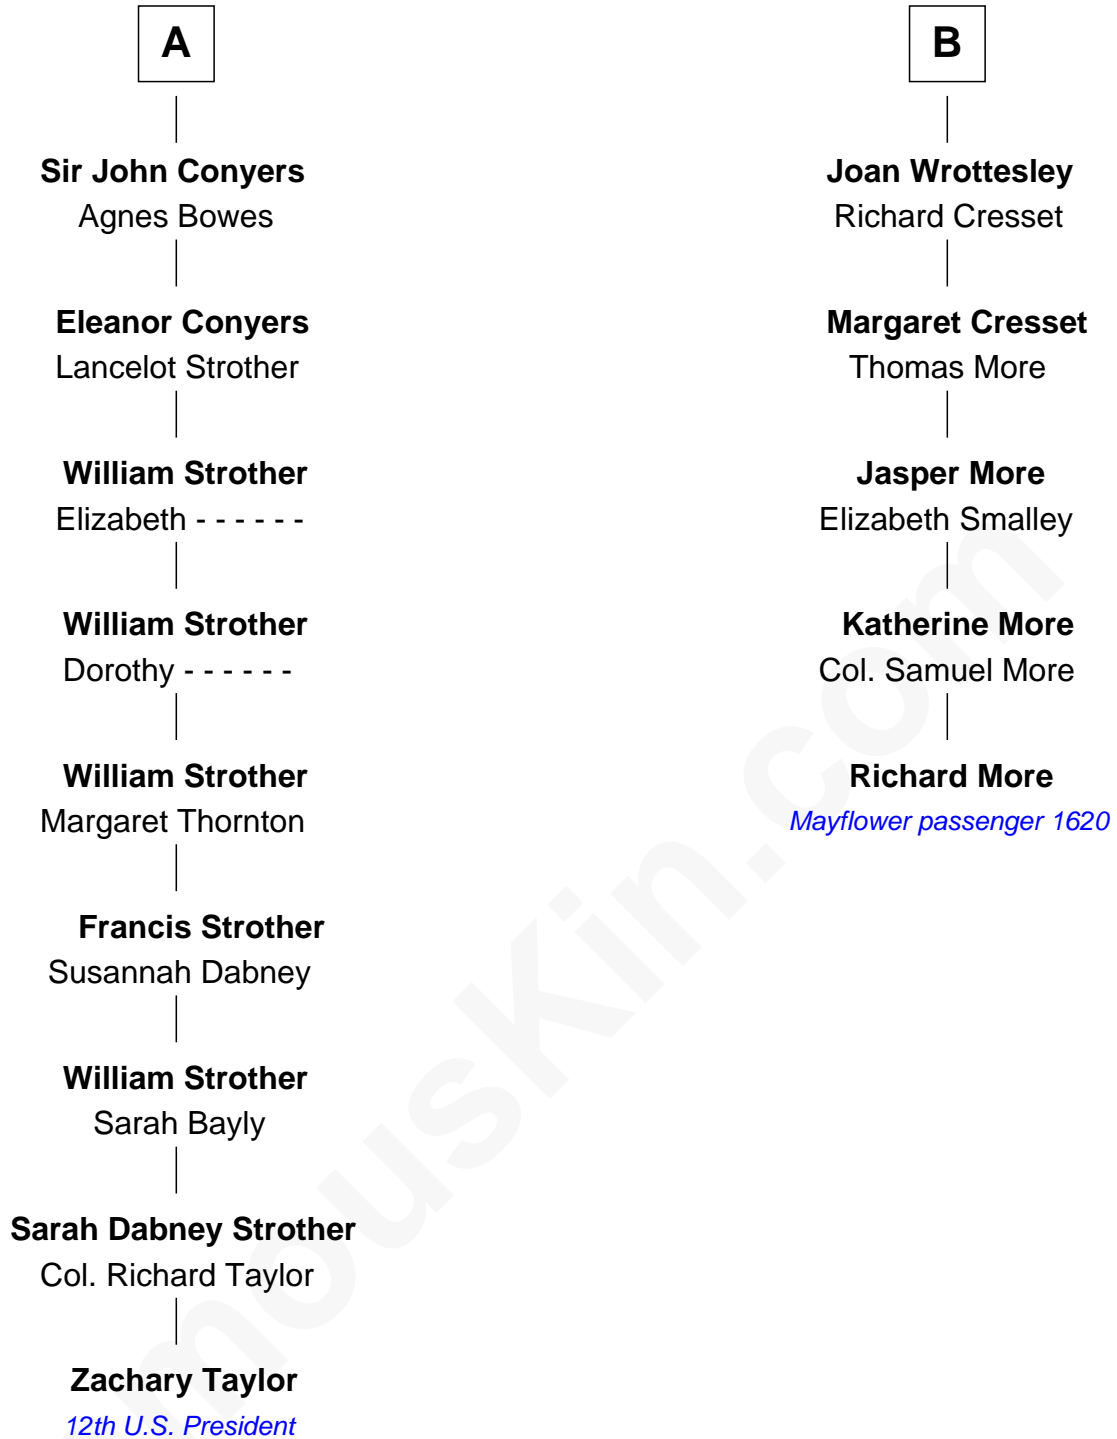 A
Sir John Conyers
Agnes Bowes
Eleanor Conyers
Lancelot Strother
William Strother
Elizabeth - - - - - -
William Strother
Dorothy - - - - - -
William Strother
Margaret Thornton
Francis Strother
Susannah Dabney
William Strother
Sarah Bayly
Sarah Dabney Strother
Col. Richard Taylor
Zachary Taylor
12th U.S. President
B
Joan Wrottesley
Richard Cresset
Margaret Cresset
Thomas More
Jasper More
Elizabeth Smalley
Katherine More
Col. Samuel More
Richard More
Mayflower passenger 1620
mousKin.com